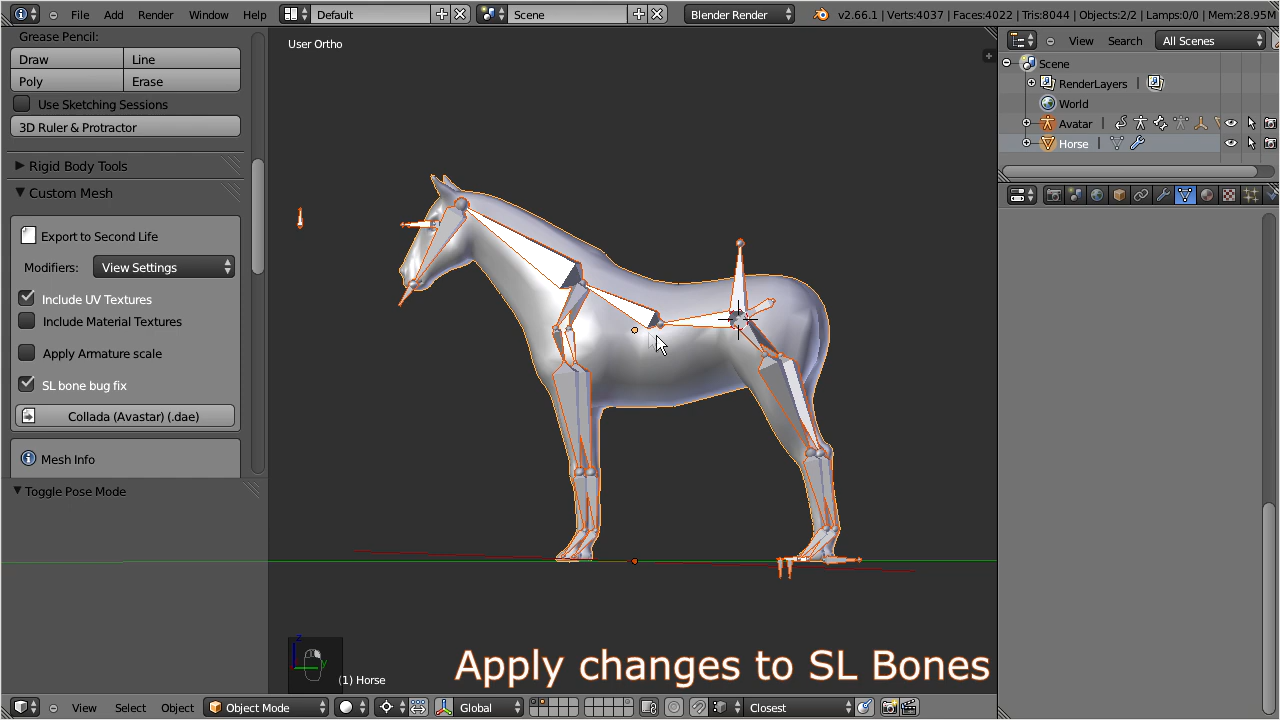 File Add Render Window Help Default Scene Blender Render v2.66.1 | Verts:4037 | Faces:4022 | Tris:8044 | Objects:2/2 | Lamps:0/0 | Mem:28.95M
Grease Pencil:
Draw Line
Poly Erase
Use Sketching Sessions
3D Ruler & Protractor
Rigid Body Tools
Custom Mesh
Export to Second Life
Modifiers: View Settings
Include UV Textures
Include Material Textures
Apply Armature scale
SL bone bug fix
Collada (Avastar) (.dae)
Mesh Info
Toggle Pose Mode
User Ortho
z
y
(1) Horse
Apply changes to SL Bones
View Select Object Object Mode Global Closest
View Search All Scenes
Scene
RenderLayers |
World
Avatar |
Horse |